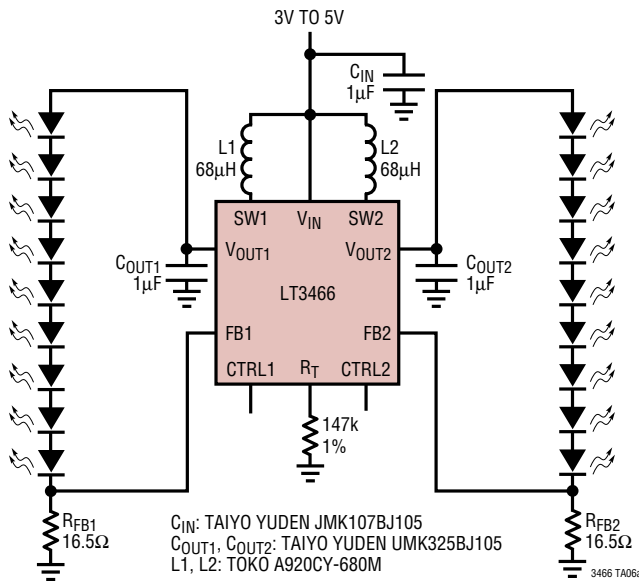 3V TO 5V
CIN
1µF
L1
68µH
L2
68µH
SW1
VIN
SW2
VOUT1
VOUT2
COUT1
1µF
COUT2
1µF
LT3466
FB1
FB2
CTRL1
RT
CTRL2
147k
1%
RFB1
16.5Ω
RFB2
16.5Ω
CIN: TAIYO YUDEN JMK107BJ105
COUT1, COUT2: TAIYO YUDEN UMK325BJ105
L1, L2: TOKO A920CY-680M
3466 TA06a